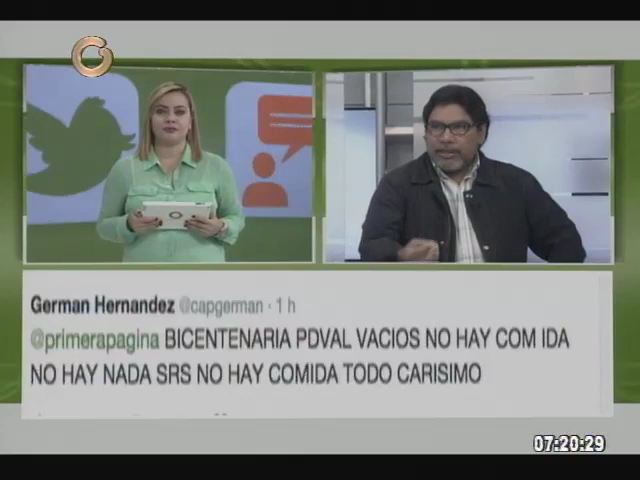 German Hernandez @capgerman · 1 h
@primerapagina BICENTENARIA PDVAL VACIOS NO HAY COM IDA
NO HAY NADA SRS NO HAY COMIDA TODO CARISIMO
07:20:29